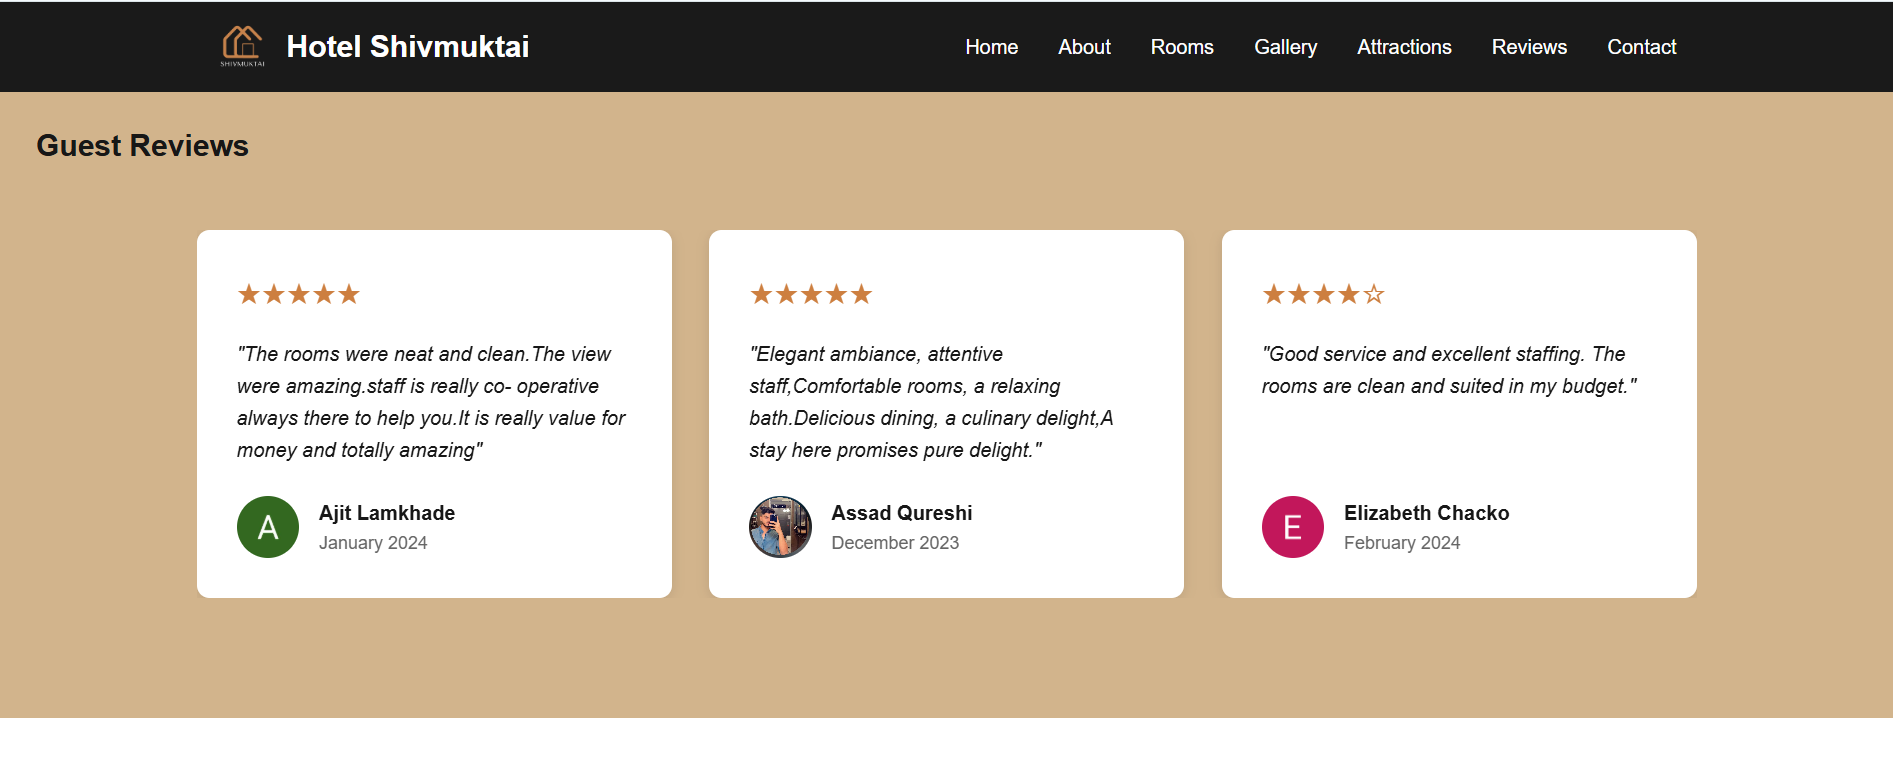 SHIVMUKTAI
Hotel Shivmuktai
Home About Rooms Gallery Attractions Reviews Contact
Guest Reviews
★★★★★
"The rooms were neat and clean.The view
were amazing.staff is really co- operative
always there to help you.It is really value for
money and totally amazing"
A
Ajit Lamkhade
January 2024
★★★★★
"Elegant ambiance, attentive
staff,Comfortable rooms, a relaxing
bath.Delicious dining, a culinary delight,A
stay here promises pure delight."
Assad Qureshi
December 2023
★★★★☆
"Good service and excellent staffing. The
rooms are clean and suited in my budget."
E
Elizabeth Chacko
February 2024